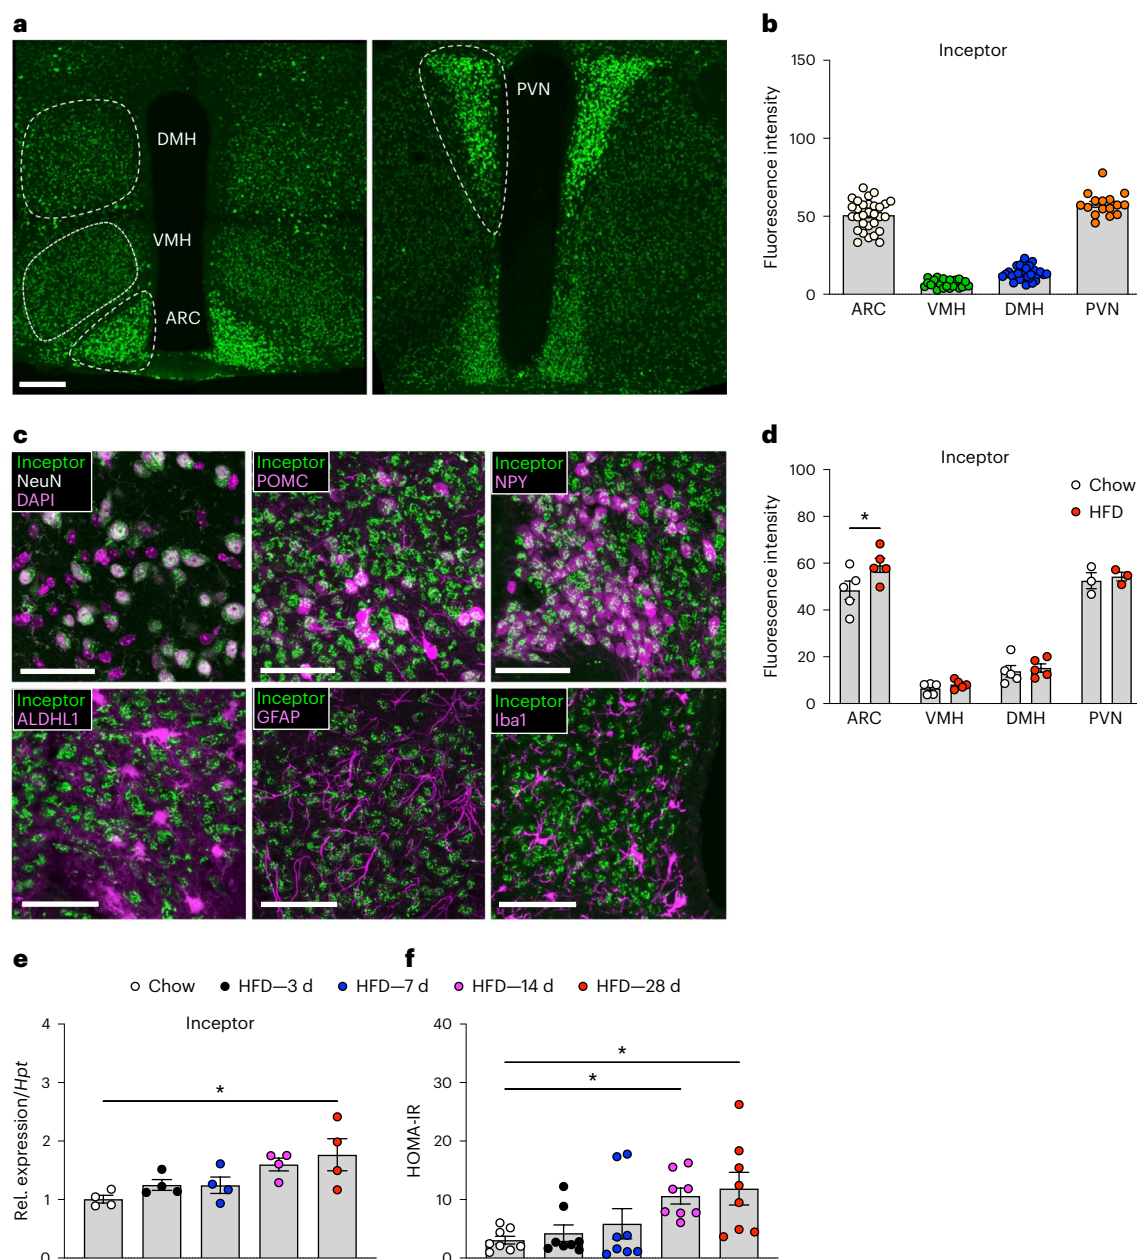 a
DMH
VMH
ARC
PVN
b
Inceptor
Fluorescence intensity
150
100
50
0
ARC VMH DMH PVN
c
Inceptor
NeuN
DAPI
Inceptor
POMC
Inceptor
NPY
Inceptor
ALDHL1
Inceptor
GFAP
Inceptor
Iba1
d
Inceptor
Chow
HFD
Fluorescence intensity
100
80
60
40
20
0
*
ARC VMH DMH PVN
e
f
Chow HFD—3 d HFD—7 d HFD—14 d HFD—28 d
Inceptor
Rel. expression/Hpt
4
3
2
1
0
*
HOMA-IR
40
30
20
10
0
*
*